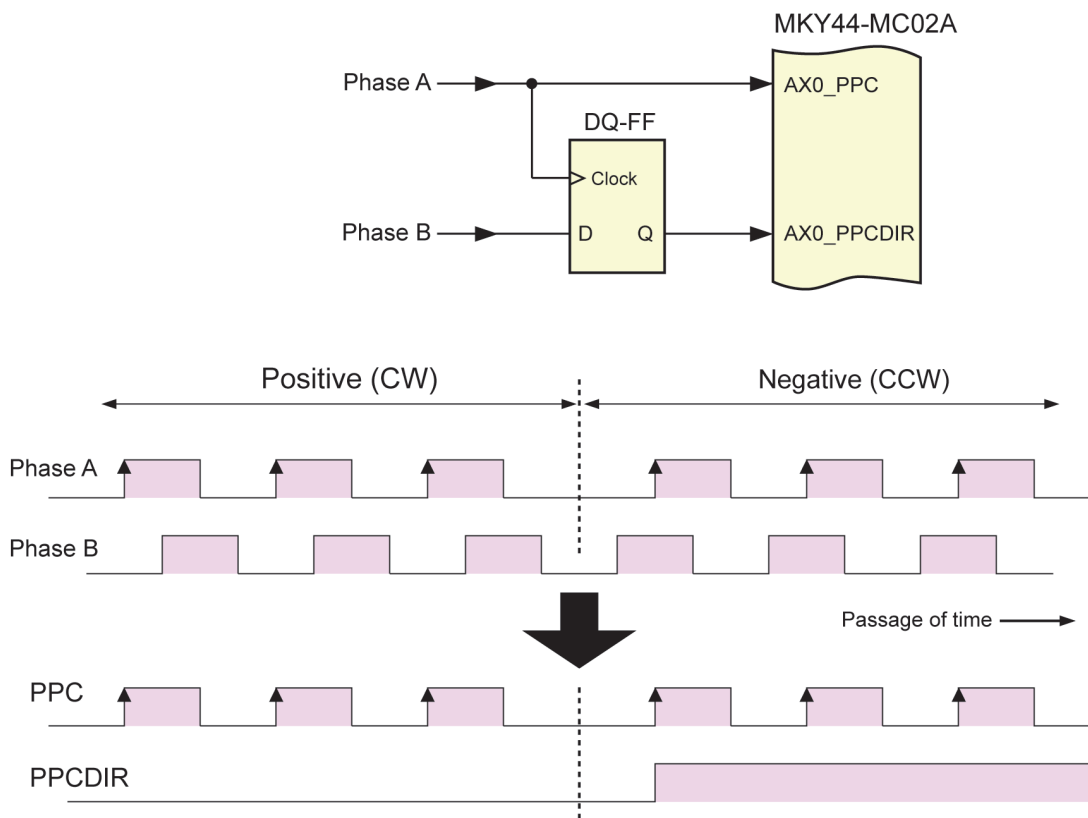 MKY44-MC02A
Phase A
AX0_PPC
DQ-FF
Clock
Phase B
D
Q
AX0_PPCDIR
Positive (CW)
Negative (CCW)
Phase A
Phase B
Passage of time
PPC
PPCDIR